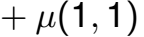 + μ(1, 1)